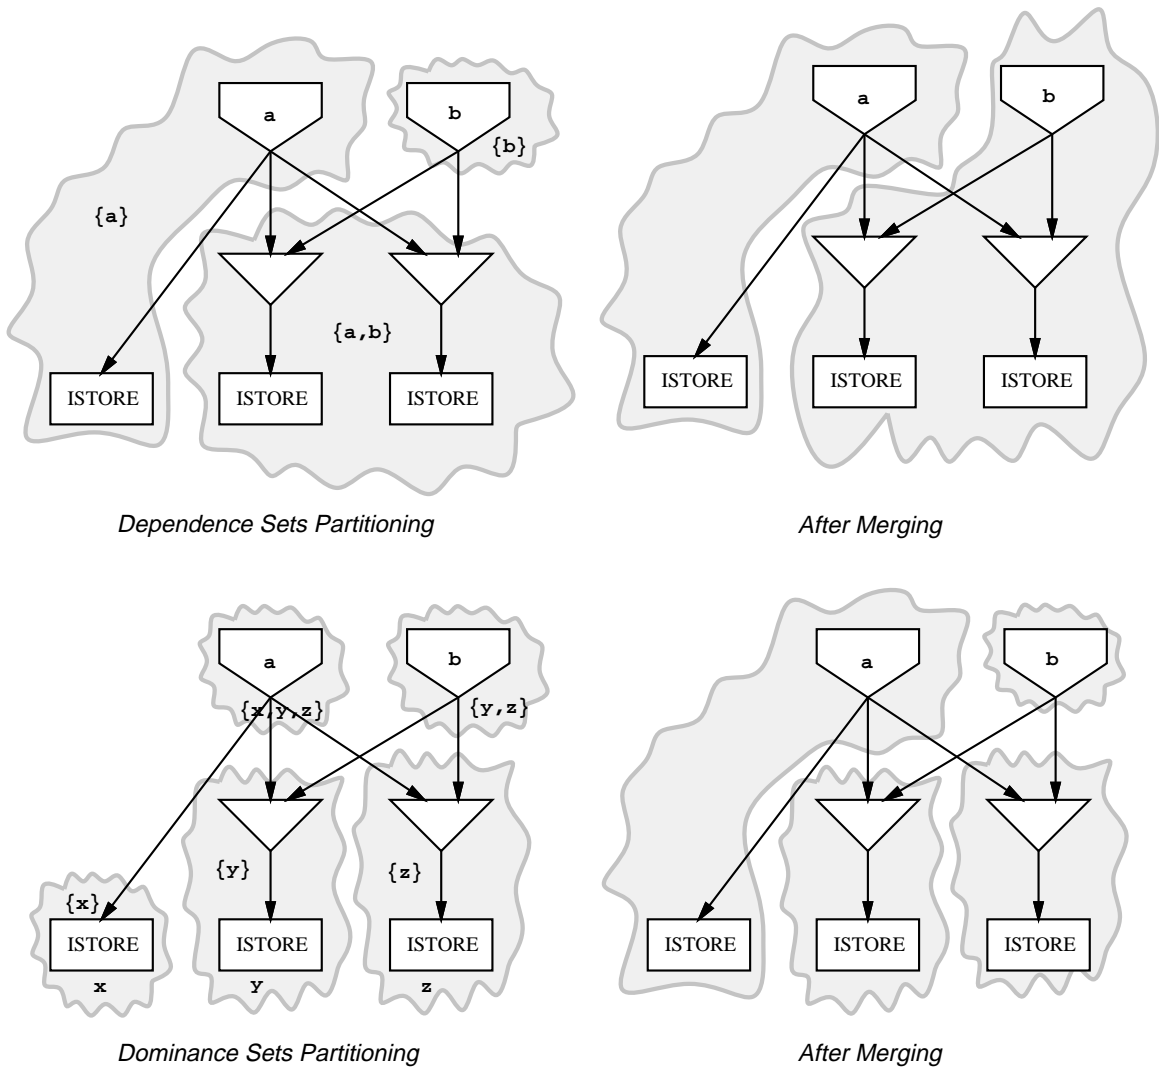 a
b
{b}
{a}
{a,b}
ISTORE
ISTORE
ISTORE
Dependence Sets Partitioning
a
b
ISTORE
ISTORE
ISTORE
After Merging
a
b
{x,y,z}
{y,z}
{y}
{z}
{x}
ISTORE
ISTORE
ISTORE
x
y
z
Dominance Sets Partitioning
a
b
ISTORE
ISTORE
ISTORE
After Merging